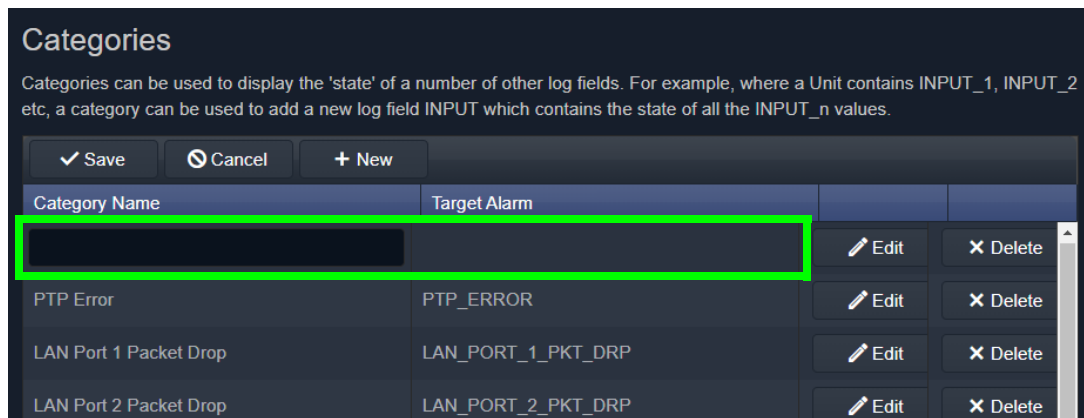 Categories
Categories can be used to display the 'state' of a number of other log fields. For example, where a Unit contains INPUT_1, INPUT_2
etc, a category can be used to add a new log field INPUT which contains the state of all the INPUT_n values.
Save Cancel New
Category Name Target Alarm
Edit Delete
PTP Error PTP_ERROR Edit Delete
LAN Port 1 Packet Drop LAN_PORT_1_PKT_DRP Edit Delete
LAN Port 2 Packet Drop LAN_PORT_2_PKT_DRP Edit Delete